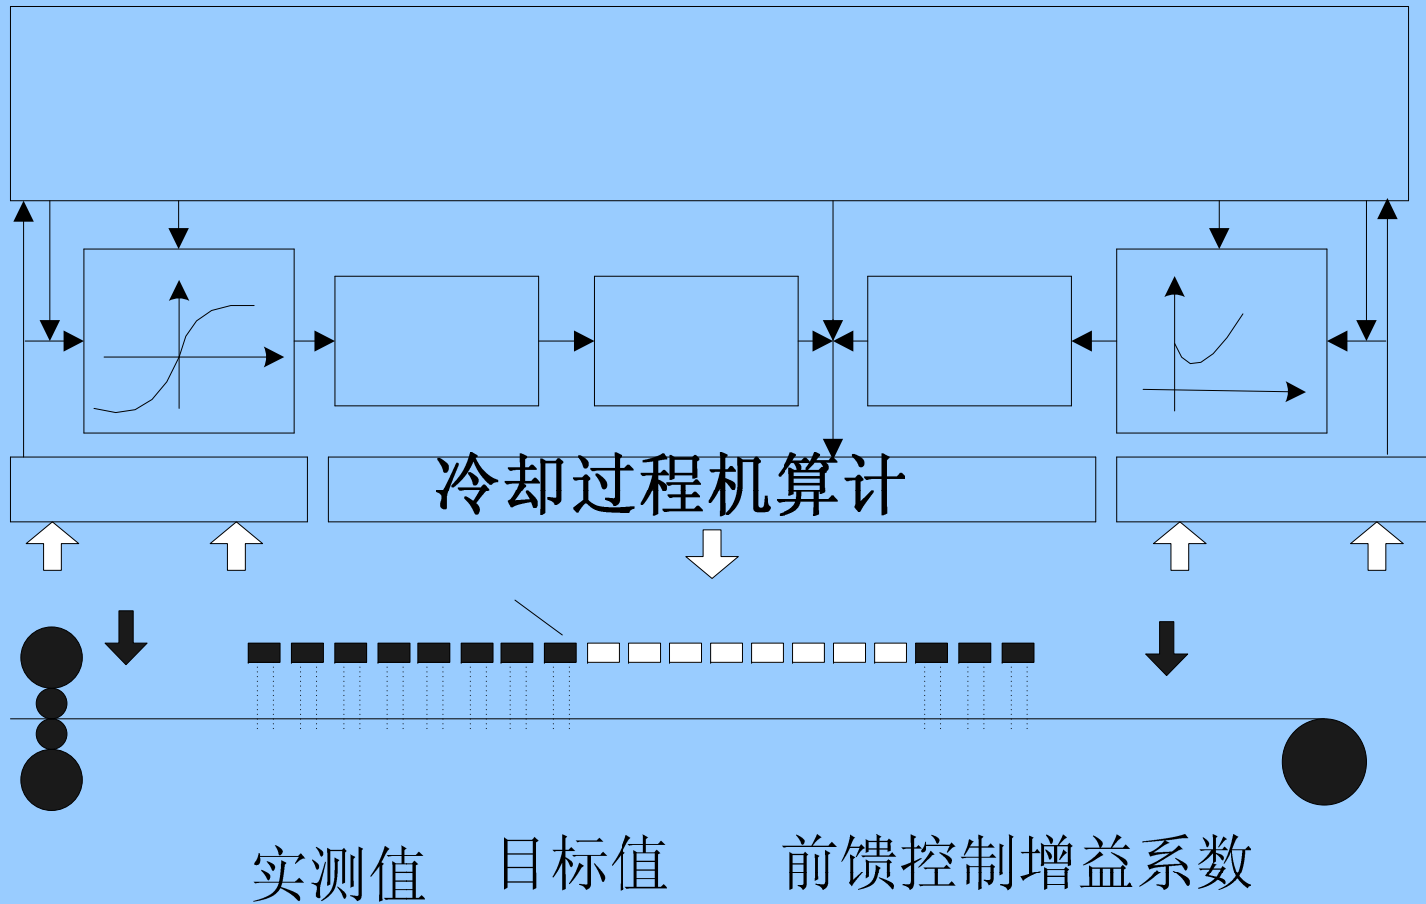 冷却过程机算计
实测值
目标值
前馈控制增益系数